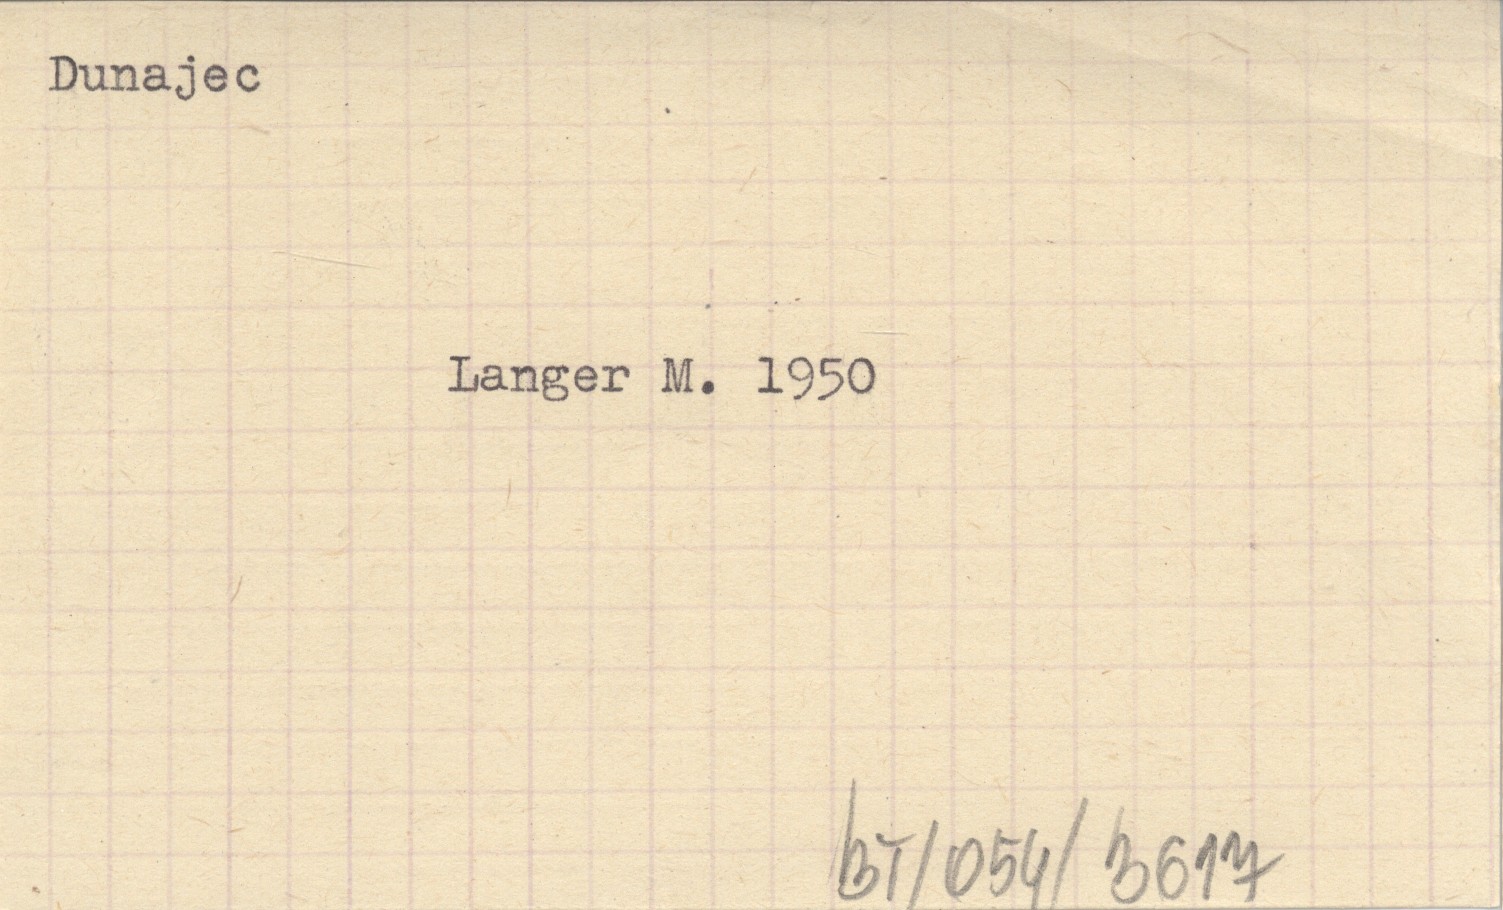 Dunajec
Langer M. 1950
BT/054/3617